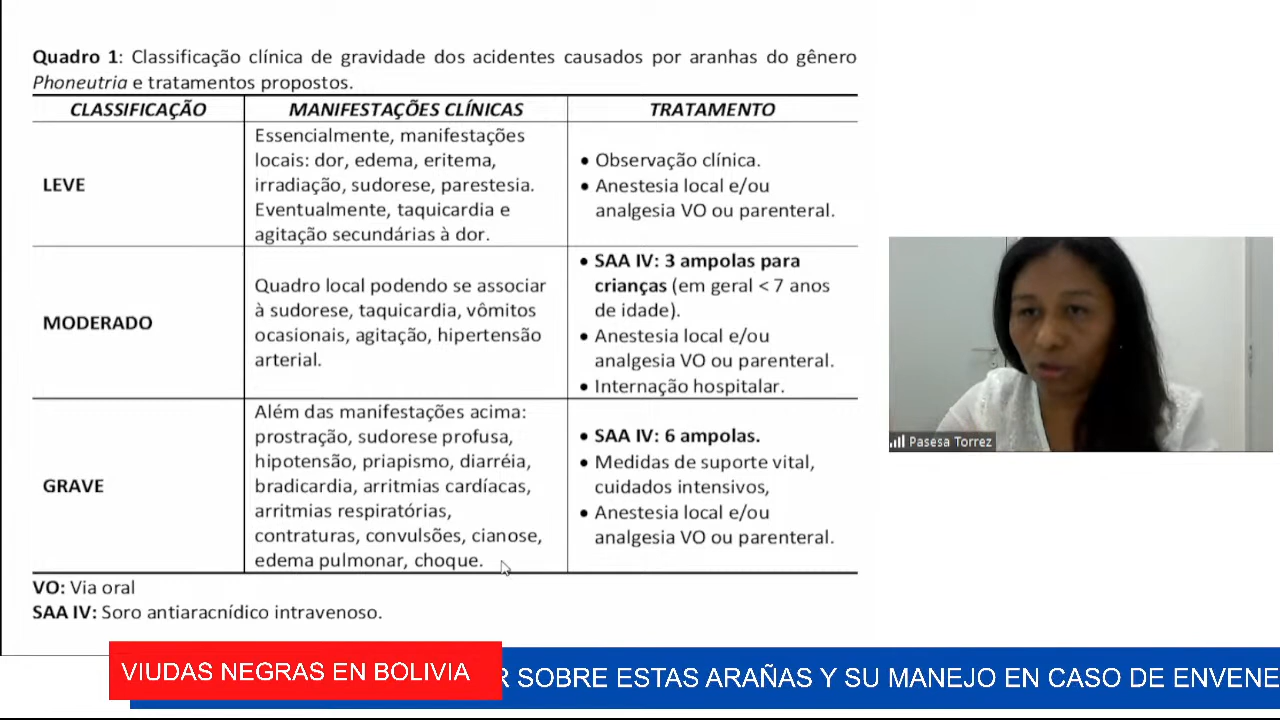 Quadro 1: Classificação clínica de gravidade dos acidentes causados por aranhas do gênero
Phoneutria e tratamentos propostos.
CLASSIFICAÇÃO
MANIFESTAÇÕES CLÍNICAS
TRATAMENTO
LEVE
Essencialmente, manifestações
locais: dor, edema, eritema,
irradiação, sudorese, parestesia.
Eventualmente, taquicardia e
agitação secundárias à dor.
• Observação clínica.
• Anestesia local e/ou
analgesia VO ou parenteral.
MODERADO
Quadro local podendo se associar
à sudorese, taquicardia, vômitos
ocasionais, agitação, hipertensão
arterial.
• SAA IV: 3 ampolas para
crianças (em geral < 7 anos
de idade).
• Anestesia local e/ou
analgesia VO ou parenteral.
• Internação hospitalar.
GRAVE
Além das manifestações acima:
prostração, sudorese profusa,
hipotensão, priapismo, diarréia,
bradicardia, arritmias cardíacas,
arritmias respiratórias,
contraturas, convulsões, cianose,
edema pulmonar, choque.
• SAA IV: 6 ampolas.
• Medidas de suporte vital,
cuidados intensivos,
• Anestesia local e/ou
analgesia VO ou parenteral.
VO: Via oral
SAA IV: Soro antiaracnídico intravenoso.
Pasesa Torrez
VIUDAS NEGRAS EN BOLIVIA
R SOBRE ESTAS ARAÑAS Y SU MANEJO EN CASO DE ENVENE